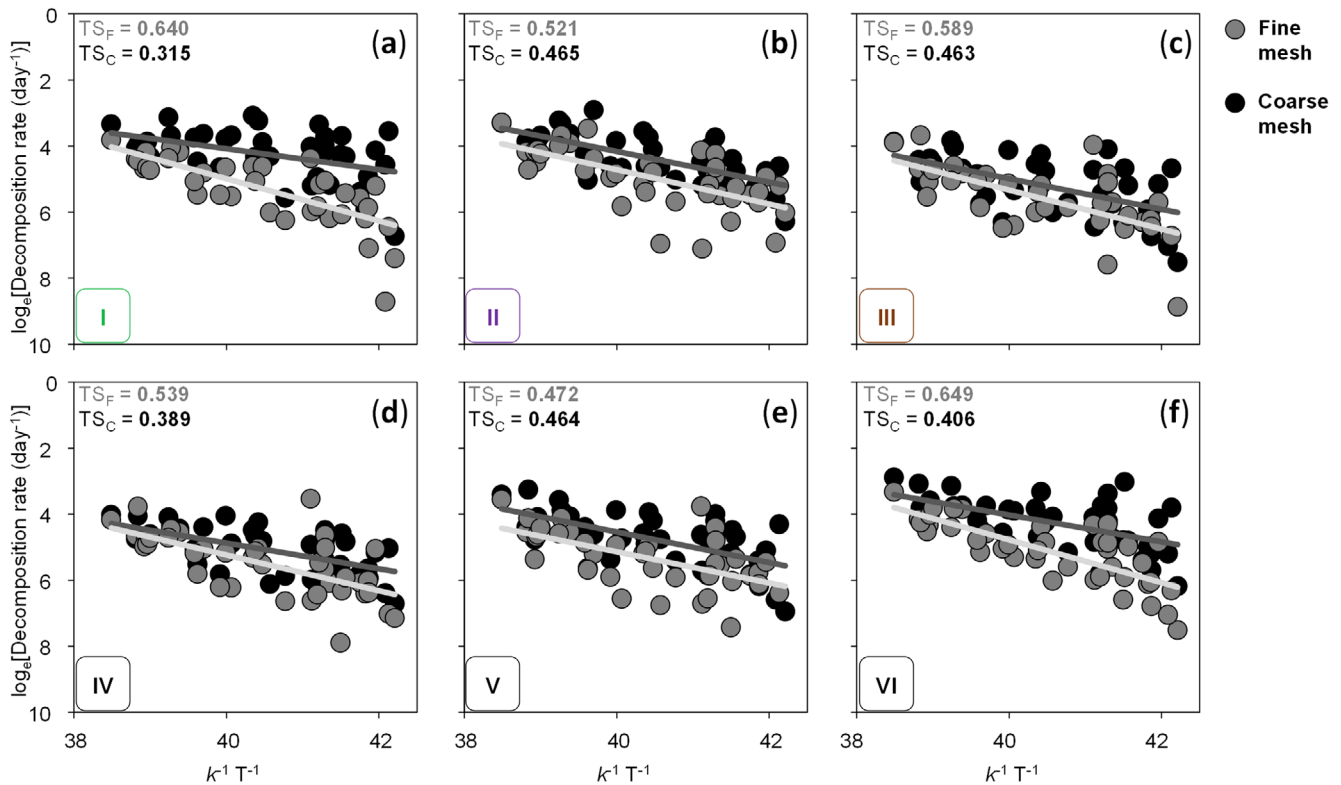 TS_F = 0.640
TS_C = 0.315
(a)
TS_F = 0.521
TS_C = 0.465
(b)
TS_F = 0.589
TS_C = 0.463
(c)
Fine
mesh
Coarse
mesh
log_e[Decomposition rate (day⁻¹)]
0
2
4
6
8
10
I
II
III
38
40
42
TS_F = 0.539
TS_C = 0.389
(d)
TS_F = 0.472
TS_C = 0.464
(e)
TS_F = 0.649
TS_C = 0.406
(f)
log_e[Decomposition rate (day⁻¹)]
0
2
4
6
8
10
IV
V
VI
38 40 42 38 40 42 38 40 42
k⁻¹ T⁻¹
k⁻¹ T⁻¹
k⁻¹ T⁻¹